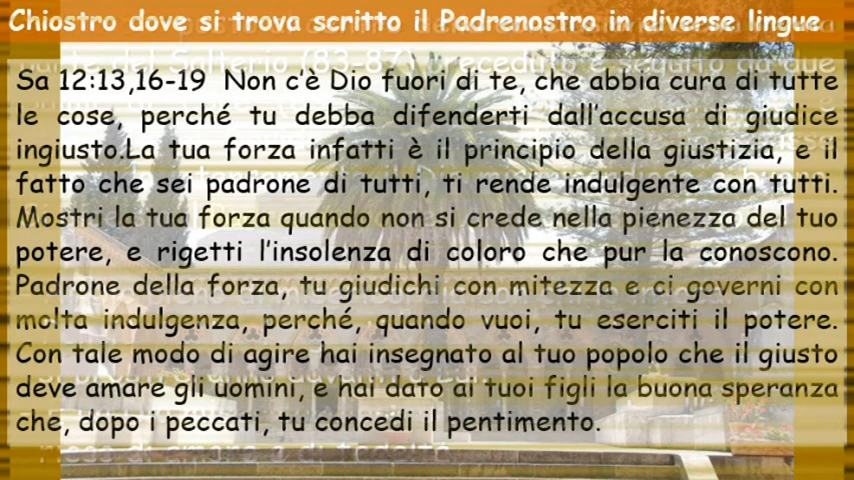 Chiostro dove si trova scritto il Padrenostro in diverse lingue
Sa 12:13,16-19 Non c'è Dio fuori di te, che abbia cura di tutte
le cose, perché tu debba difenderti dall'accusa di giudice
ingiusto.La tua forza infatti è il principio della giustizia, e il
fatto che sei padrone di tutti, ti rende indulgente con tutti.
Mostri la tua forza quando non si crede nella pienezza del tuo
potere, e rigetti l'insolenza di coloro che pur la conoscono.
Padrone della forza, tu giudichi con mitezza e ci governi con
molta indulgenza, perché, quando vuoi, tu eserciti il potere.
Con tale modo di agire hai insegnato al tuo popolo che il giusto
deve amare gli uomini, e hai dato ai tuoi figli la buona speranza
che, dopo i peccati, tu concedi il pentimento.